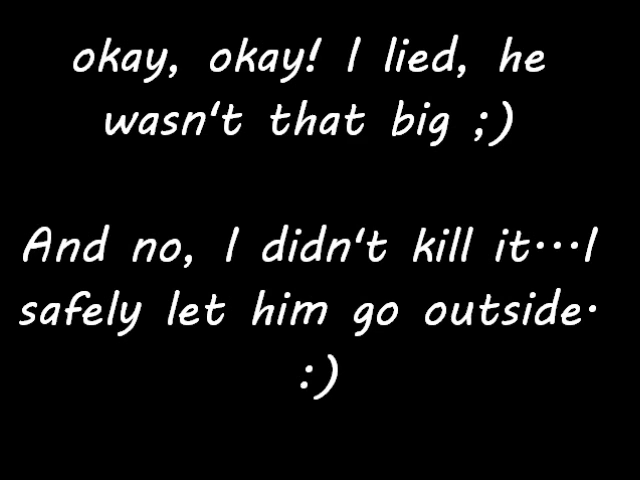 okay, okay! I lied, he
wasn't that big ;)
And no, I didn't kill it...I
safely let him go outside.
:)